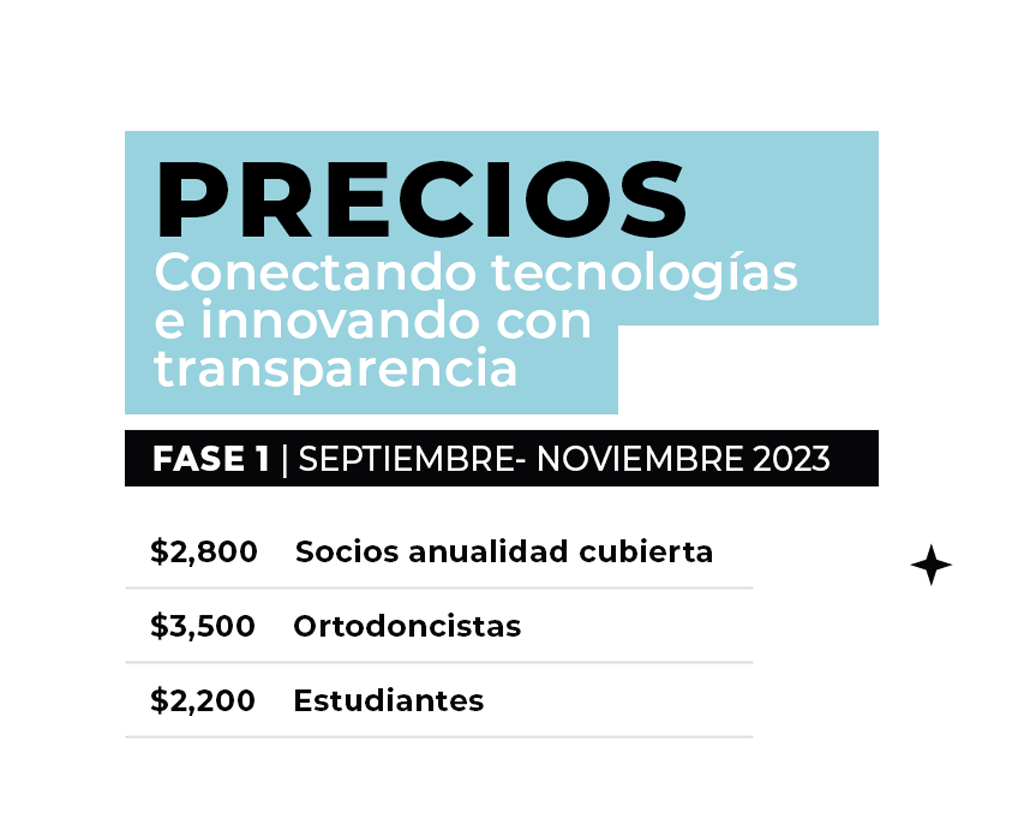 PRECIOS
Conectando tecnologías
e innovando con
transparencia
FASE 1 | SEPTIEMBRE- NOVIEMBRE 2023
$2,800 Socios anualidad cubierta
$3,500 Ortodoncistas
$2,200 Estudiantes